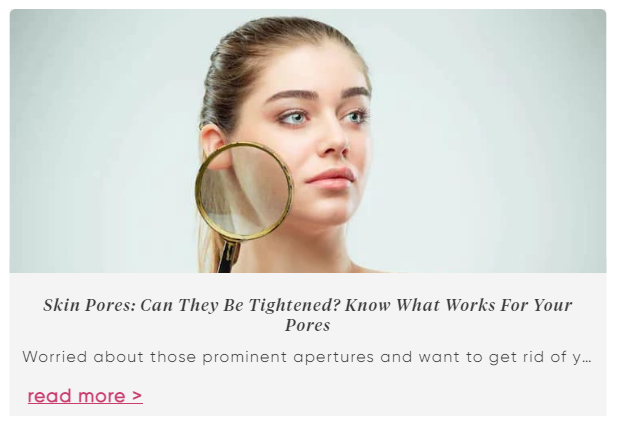 Skin Pores: Can They Be Tightened? Know What Works For Your
Pores
Worried about those prominent apertures and want to get rid of y...
read more >